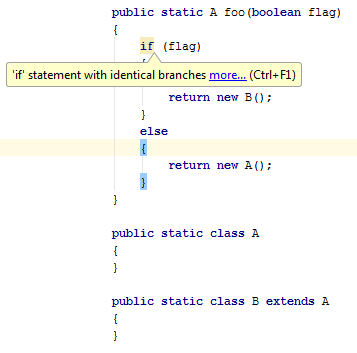 public static A foo(boolean flag)
{
if (flag)
{
'if' statement with identical branches more... (Ctrl+F1)
return new B();
}
else
{
return new A();
}
}
public static class A
{
}
public static class B extends A
{
}